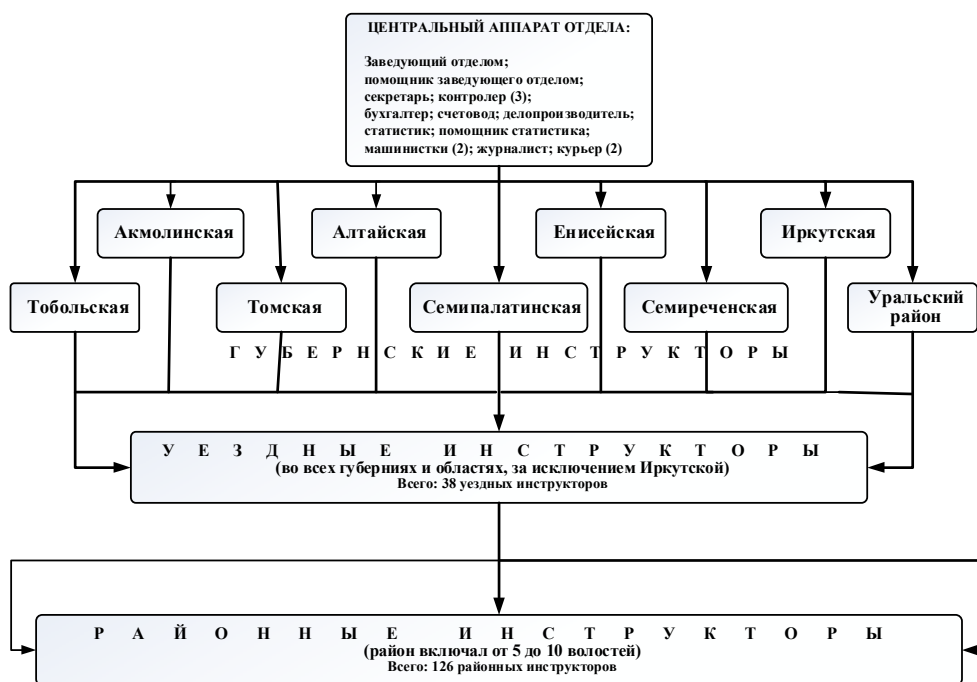 ЦЕНТРАЛЬНЫЙ АППАРАТ ОТДЕЛА:
Заведующий отделом;
помощник заведующего отделом;
секретарь; контролер (3);
бухгалтер; счетовод; делопроизводитель;
статистик; помощник статистика;
машинистки (2); журналист; курьер (2)
Акмолинская
Алтайская
Енисейская
Иркутская
Тобольская
Томская
Семипалатинская
Семиреченская
Уральский
район
Г У Б Е Р Н С К И Е И Н С Т Р У К Т О Р Ы
У Е З Д Н Ы Е И Н С Т Р У К Т О Р Ы
(во всех губерниях и областях, за исключением Иркутской)
Всего: 38 уездных инструкторов
Р А Й О Н Н Ы Е И Н С Т Р У К Т О Р Ы
(район включал от 5 до 10 волостей)
Всего: 126 районных инструкторов